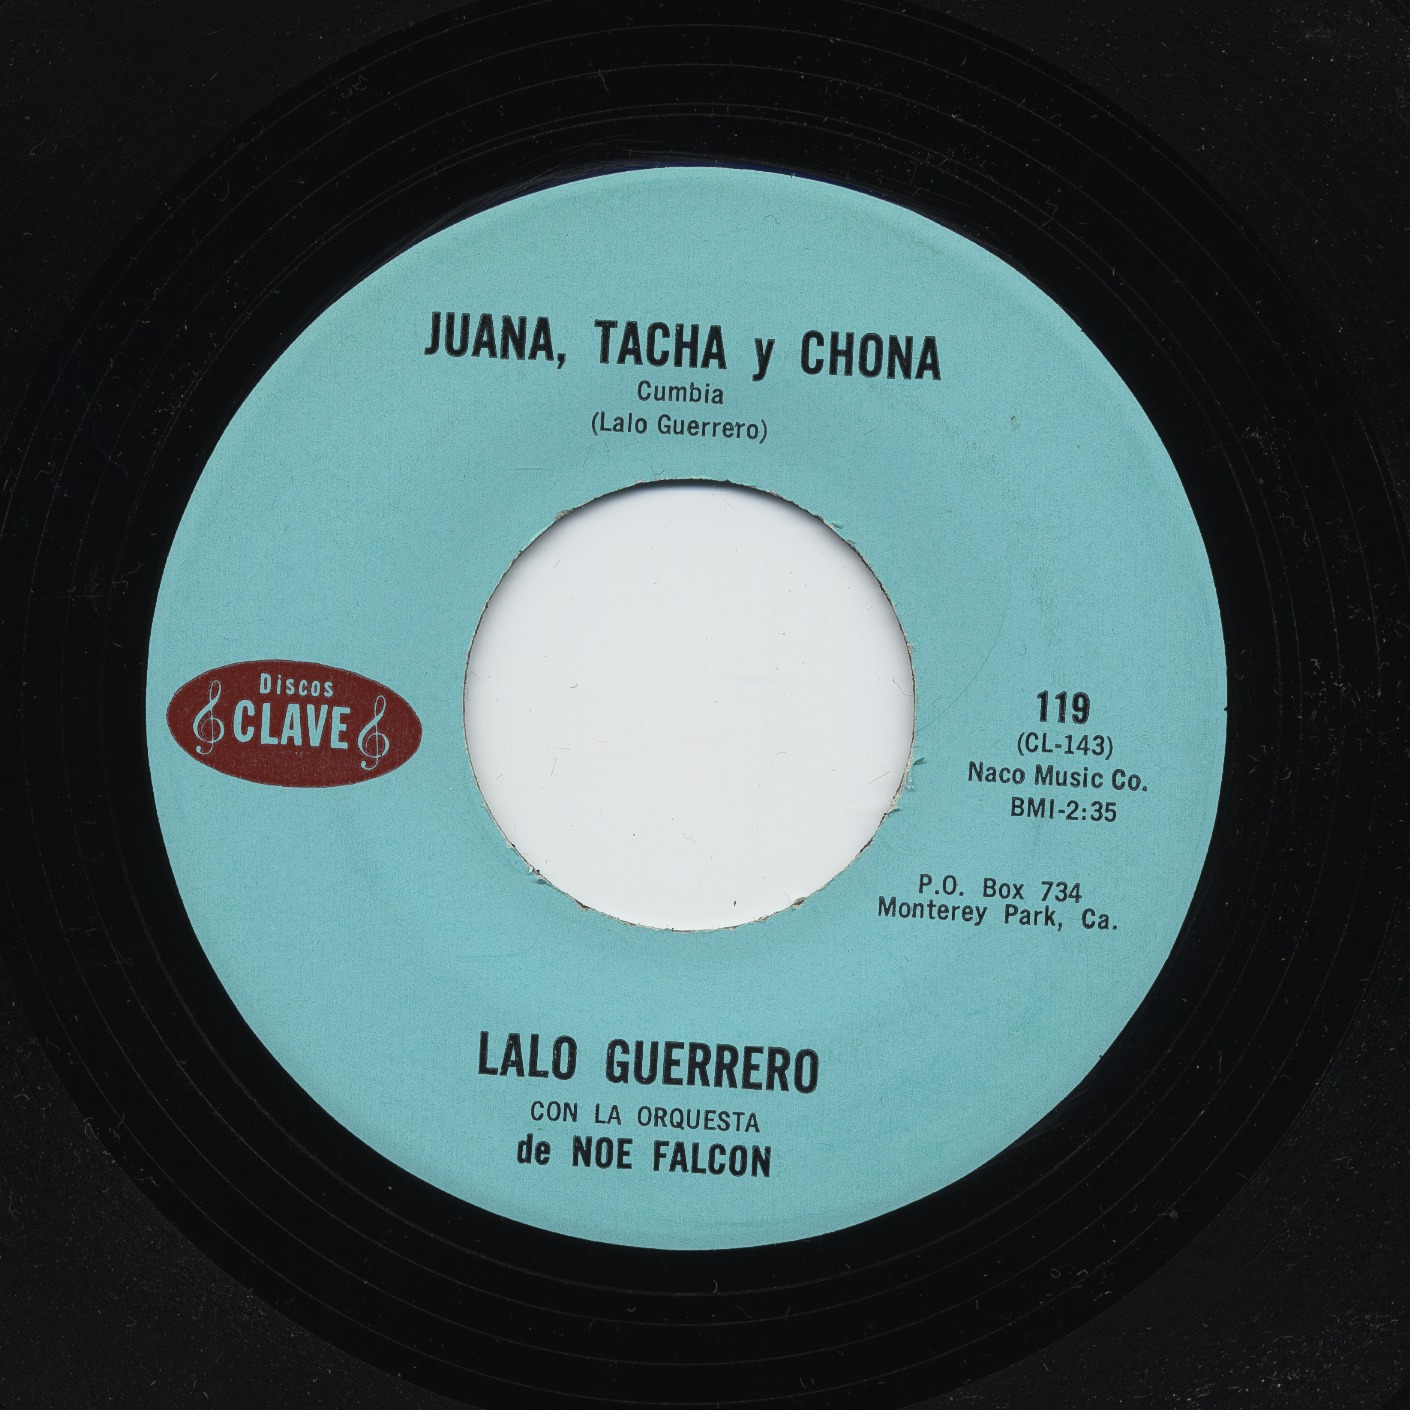 JUANA, TACHA y CHONA
Cumbia
(Lalo Guerrero)
Discos
CLAVE
119
(CL-143)
Naco Music Co.
BMI-2:35
P.O. Box 734
Monterey Park, Ca.
LALO GUERRERO
CON LA ORQUESTA
de NOE FALCON